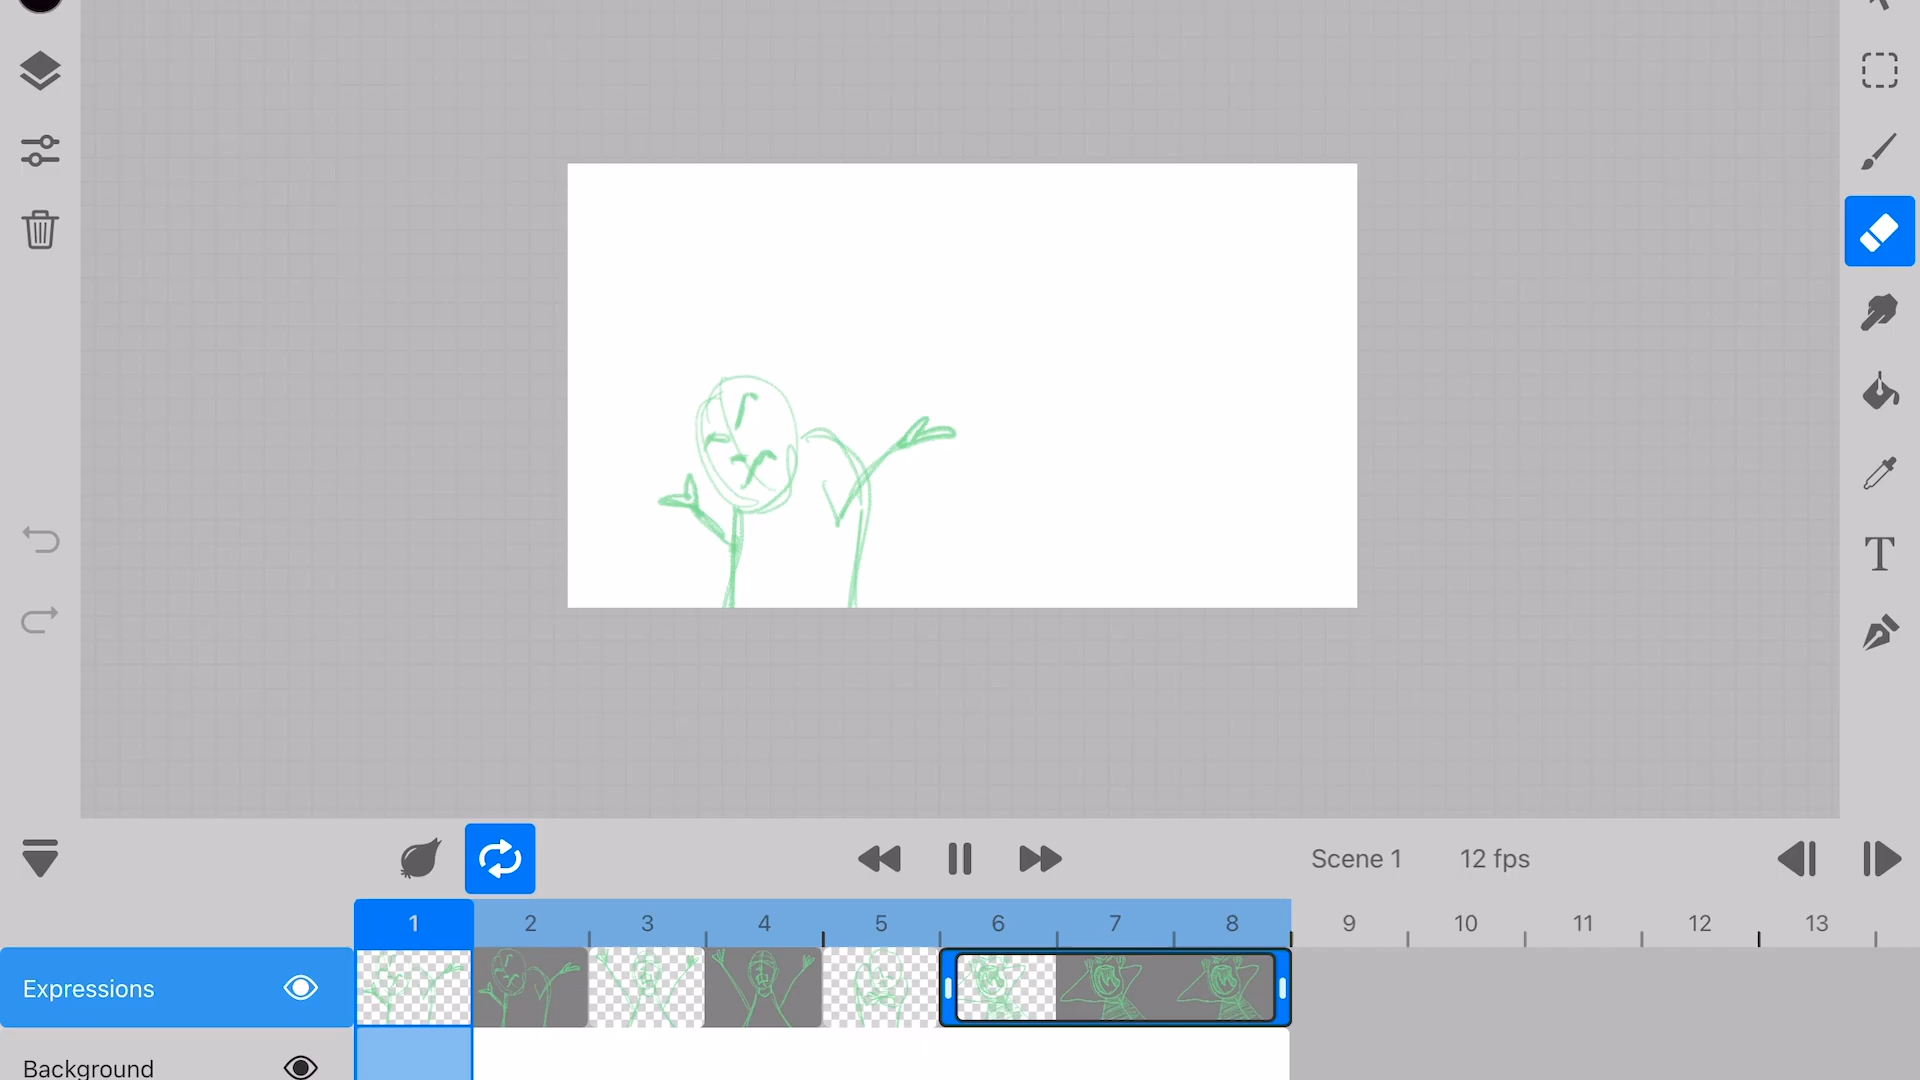 T
Scene 1 12 fps
1 2 3 4 5 6 7 8 9 10 11 12 13
Expressions
Background